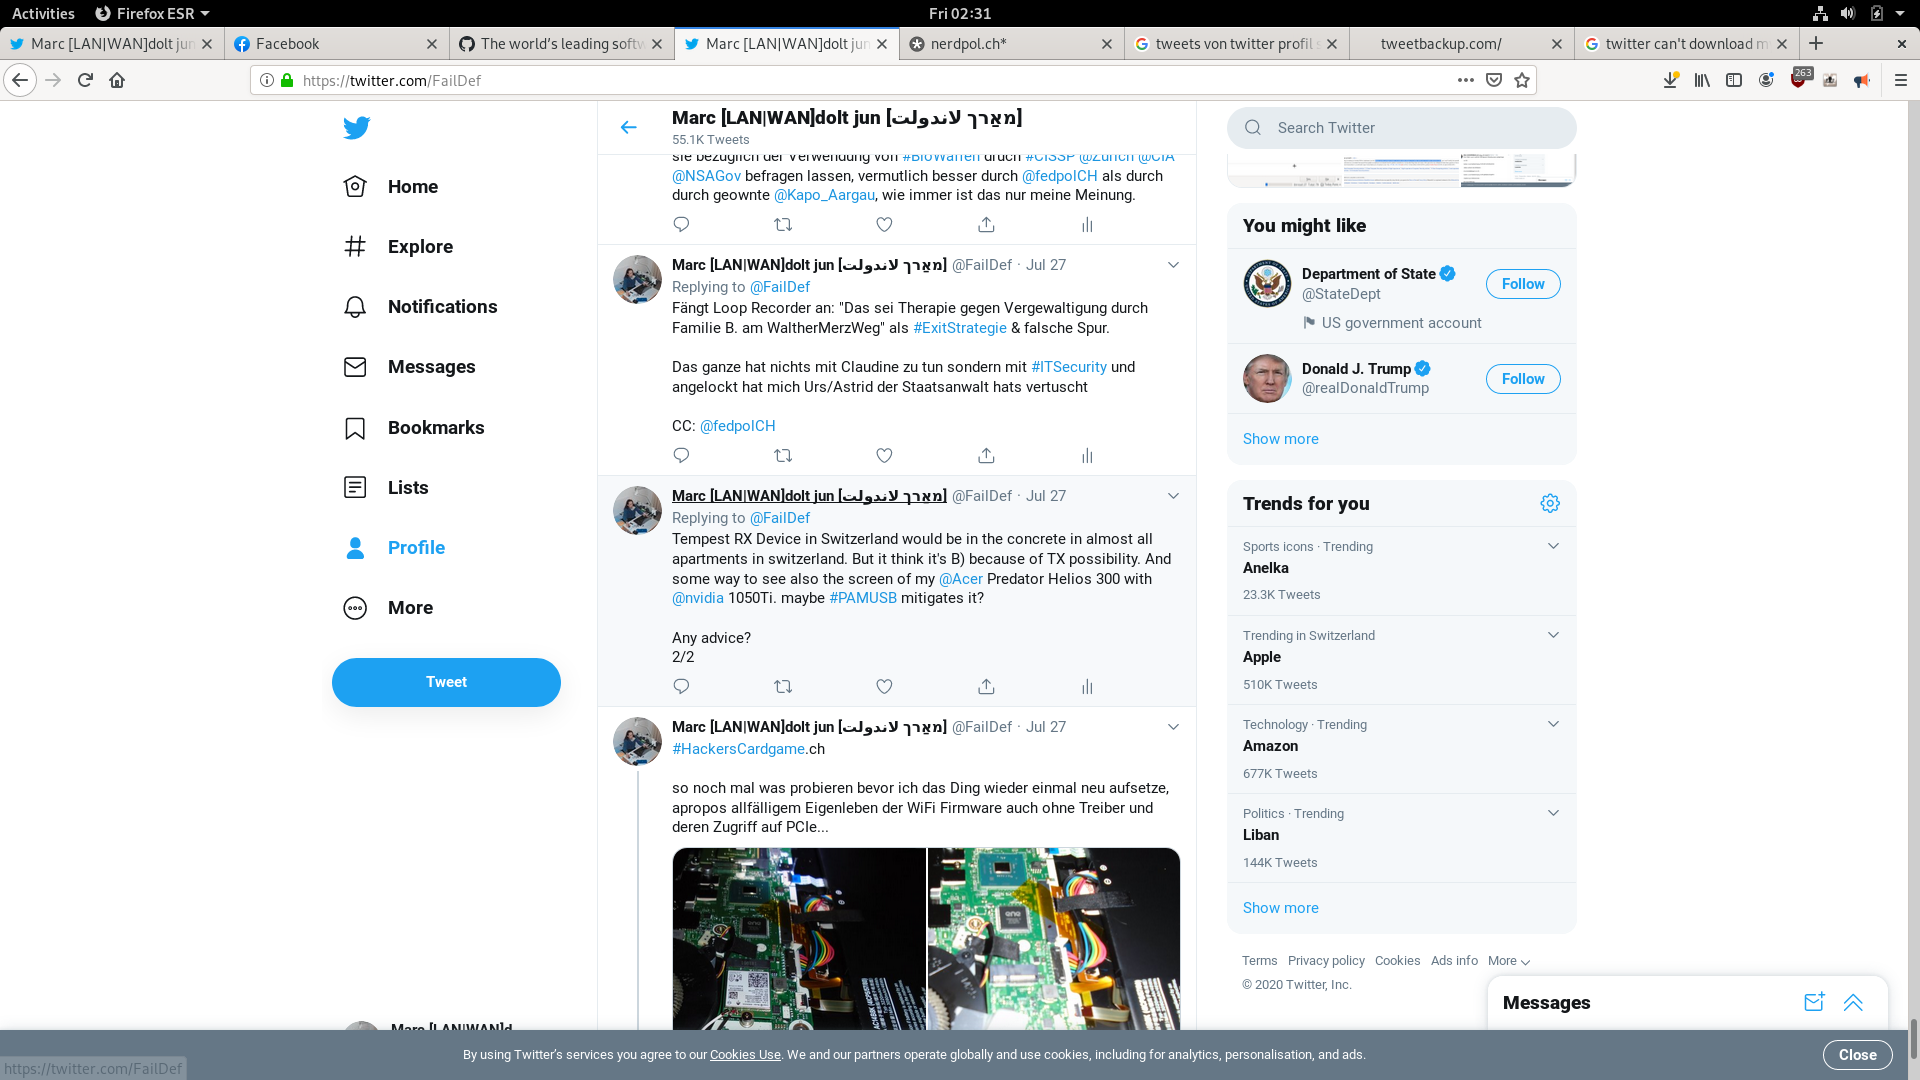 Activities Firefox ESR Fri 02:31
Marc [LAN|WAN]dolt jun Facebook The world's leading softw Marc [LAN|WAN]dolt jun nerdpol.ch* tweets von twitter profil s tweetbackup.com/ twitter can't download m
https://twitter.com/FailDef 263
Home
Explore
Notifications
Messages
Bookmarks
Lists
Profile
More
Tweet
Marc [LAN|WAN]d
Marc [LAN|WAN]dolt jun [מאַרך לאנדולת]
55.1K Tweets
sie bezüglich der Verwendung von #BioWaffen druch #CISSP @Zurich @CIA
@NSAGov befragen lassen, vermutlich besser durch @fedpolCH als durch
durch geownte @Kapo_Aargau, wie immer ist das nur meine Meinung.
Marc [LAN|WAN]dolt jun [מאַרך לאנדולת] @FailDef · Jul 27
Replying to @FailDef
Fängt Loop Recorder an: "Das sei Therapie gegen Vergewaltigung durch
Familie B. am WaltherMerzWeg" als #ExitStrategie & falsche Spur.
Das ganze hat nichts mit Claudine zu tun sondern mit #ITSecurity und
angelockt hat mich Urs/Astrid der Staatsanwalt hats vertuscht
CC: @fedpolCH
Marc [LAN|WAN]dolt jun [מאַרך לאנדולת] @FailDef · Jul 27
Replying to @FailDef
Tempest RX Device in Switzerland would be in the concrete in almost all
apartments in switzerland. But it think it's B) because of TX possibility. And
some way to see also the screen of my @Acer Predator Helios 300 with
@nvidia 1050Ti. maybe #PAMUSB mitigates it?
Any advice?
2/2
Marc [LAN|WAN]dolt jun [מאַרך לאנדולת] @FailDef · Jul 27
#HackersCardgame.ch
so noch mal was probieren bevor ich das Ding wieder einmal neu aufsetze,
apropos allfälligem Eigenleben der WiFi Firmware auch ohne Treiber und
deren Zugriff auf PCIe...
Search Twitter
You might like
Department of State
@StateDept
Follow
US government account
Donald J. Trump
@realDonaldTrump
Follow
Show more
Trends for you
Sports icons · Trending
Anelka
23.3K Tweets
Trending in Switzerland
Apple
510K Tweets
Technology · Trending
Amazon
677K Tweets
Politics · Trending
Liban
144K Tweets
Show more
Terms Privacy policy Cookies Ads info More
© 2020 Twitter, Inc.
Messages
By using Twitter's services you agree to our Cookies Use. We and our partners operate globally and use cookies, including for analytics, personalisation, and ads.
Close
https://twitter.com/FailDef